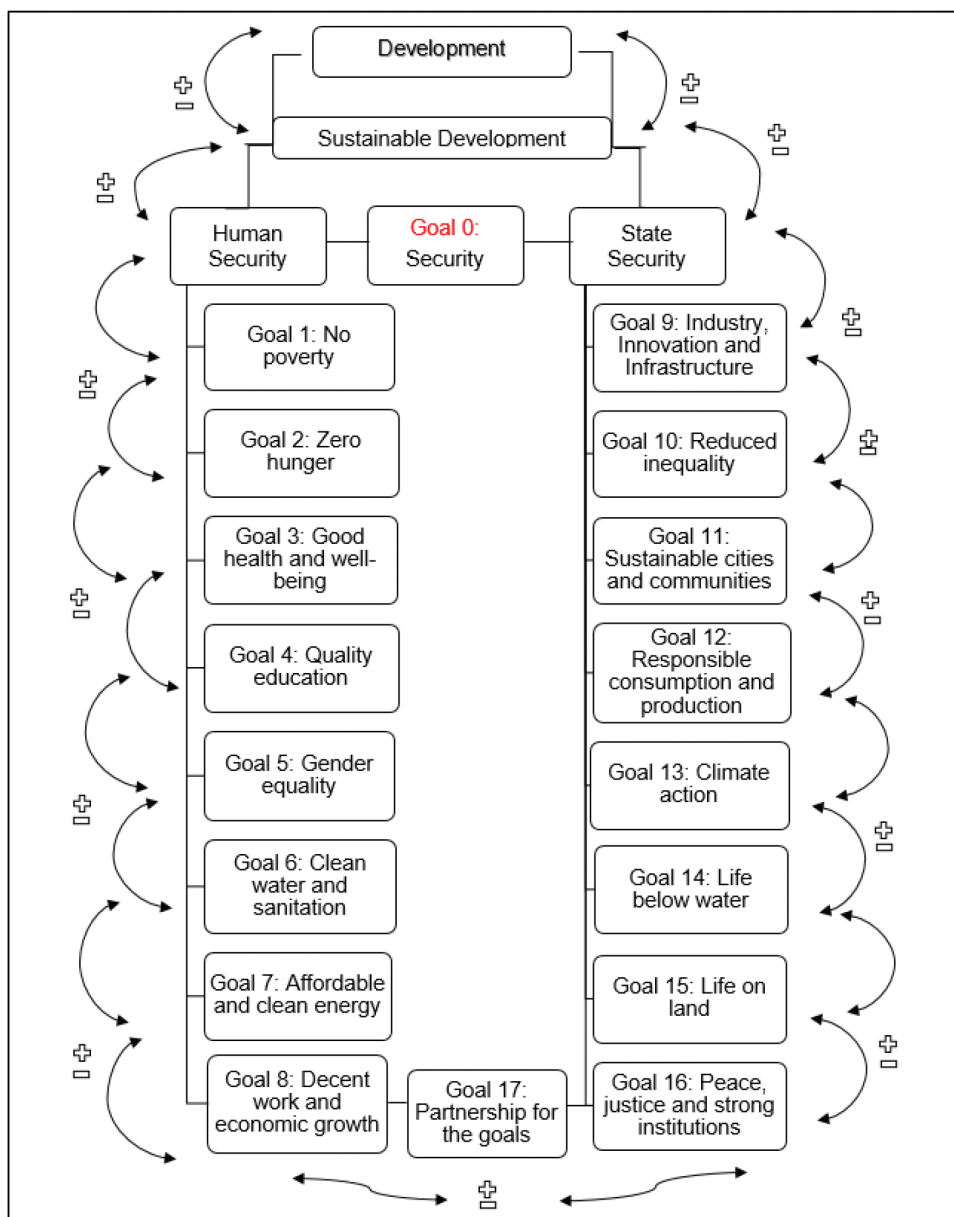 Development
Sustainable Development
Human
Security
Goal 0:
Security
State
Security
Goal 1: No
poverty
Goal 2: Zero
hunger
Goal 3: Good
health and well-
being
Goal 4: Quality
education
Goal 5: Gender
equality
Goal 6: Clean
water and
sanitation
Goal 7: Affordable
and clean energy
Goal 8: Decent
work and
economic growth
Goal 17:
Partnership for
the goals
Goal 9: Industry,
Innovation and
Infrastructure
Goal 10: Reduced
inequality
Goal 11:
Sustainable cities
and communities
Goal 12:
Responsible
consumption and
production
Goal 13: Climate
action
Goal 14: Life
below water
Goal 15: Life on
land
Goal 16: Peace,
justice and strong
institutions